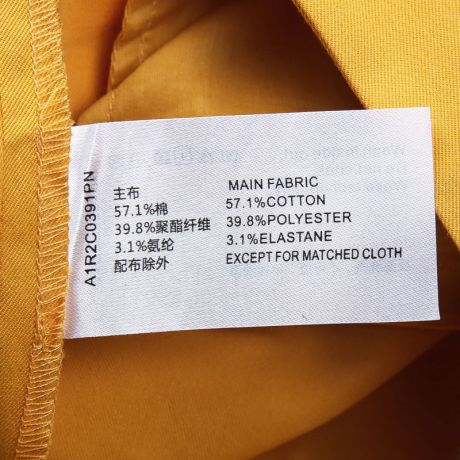 A1R2C0391PN
主布
57.1%棉
39.8%聚酯纤维
3.1%氨纶
配布除外
MAIN FABRIC
57.1%COTTON
39.8%POLYESTER
3.1%ELASTANE
EXCEPT FOR MATCHED CLOTH